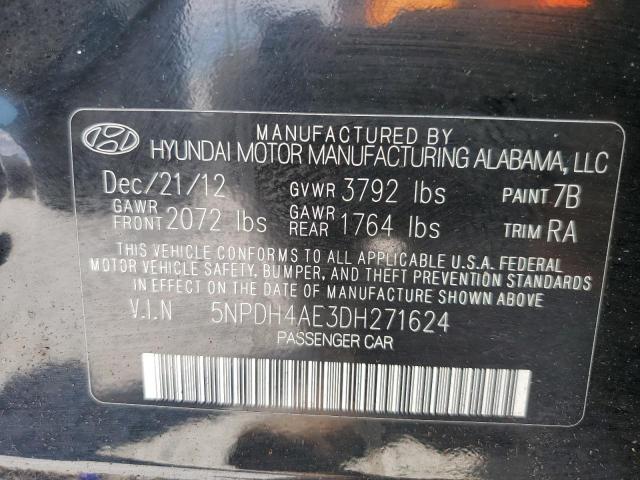 MANUFACTURED BY
HYUNDAI MOTOR MANUFACTURING ALABAMA, LLC
Dec/21/12 GVWR 3792 lbs PAINT 7B
GAWR FRONT 2072 lbs GAWR REAR 1764 lbs TRIM RA
THIS VEHICLE CONFORMS TO ALL APPLICABLE U.S.A. FEDERAL
MOTOR VEHICLE SAFETY, BUMPER, AND THEFT PREVENTION STANDARDS
IN EFFECT ON THE DATE OF MANUFACTURE SHOWN ABOVE.
V.I.N 5NPDH4AE3DH271624
PASSENGER CAR